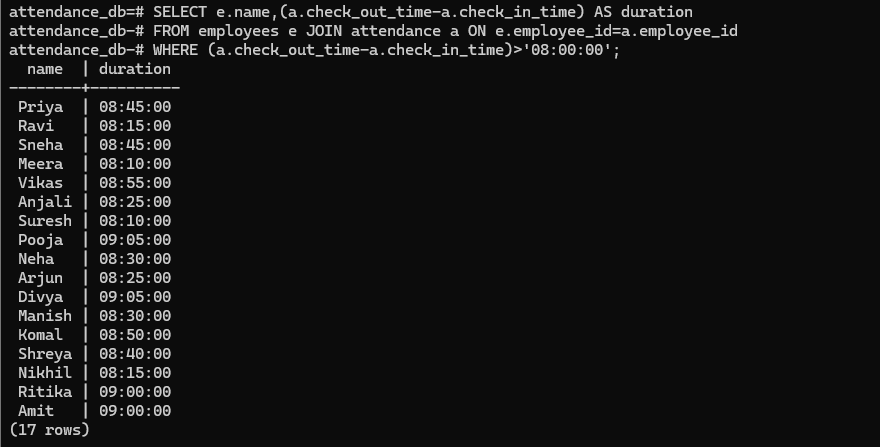 attendance_db=# SELECT e.name,(a.check_out_time-a.check_in_time) AS duration
attendance_db-# FROM employees e JOIN attendance a ON e.employee_id=a.employee_id
attendance_db-# WHERE (a.check_out_time-a.check_in_time)>'08:00:00';
  name  | duration
--------+----------
 Priya  | 08:45:00
 Ravi   | 08:15:00
 Sneha  | 08:45:00
 Meera  | 08:10:00
 Vikas  | 08:55:00
 Anjali | 08:25:00
 Suresh | 08:10:00
 Pooja  | 09:05:00
 Neha   | 08:30:00
 Arjun  | 08:25:00
 Divya  | 09:05:00
 Manish | 08:30:00
 Komal  | 08:50:00
 Shreya | 08:40:00
 Nikhil | 08:15:00
 Ritika | 09:00:00
 Amit   | 09:00:00
(17 rows)